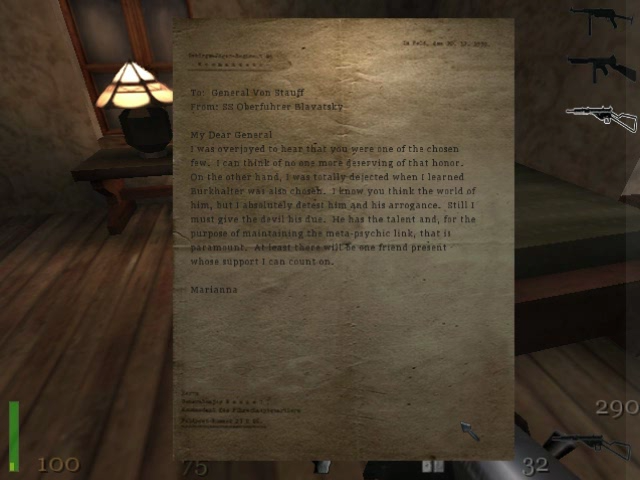 To: General Von Stauff
From: SS Oberfuhrer Blavatsky
My Dear General
I was overjoyed to hear that you were one of the chosen
few. I can think of no one more deserving of that honor.
On the other hand, I was totally dejected when I learned
Burkhalter was also chosen. I know you think the world of
him, but I absolutely detest him and his arrogance. Still I
must give the devil his due. He has the talent and, for the
purpose of maintaining the meta-psychic link, that is
paramount. At least there will be one friend present
whose support I can count on.
Marianna
290
100
75
32